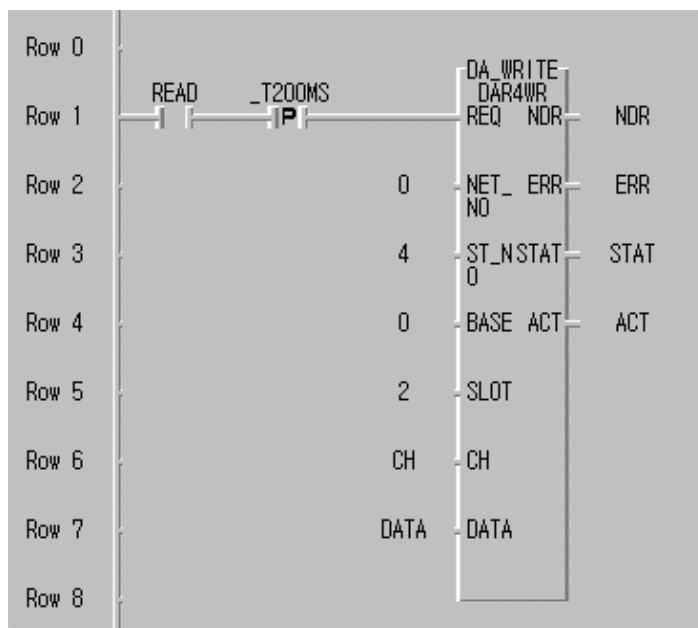 Row 0
DA_WRITE
READ _T200MS DAR4WR
Row 1 P REQ NDR NDR
Row 2 0 NET_ ERR ERR
NO
Row 3 4 ST_N STAT STAT
O
Row 4 0 BASE ACT ACT
Row 5 2 SLOT
Row 6 CH CH
Row 7 DATA DATA
Row 8